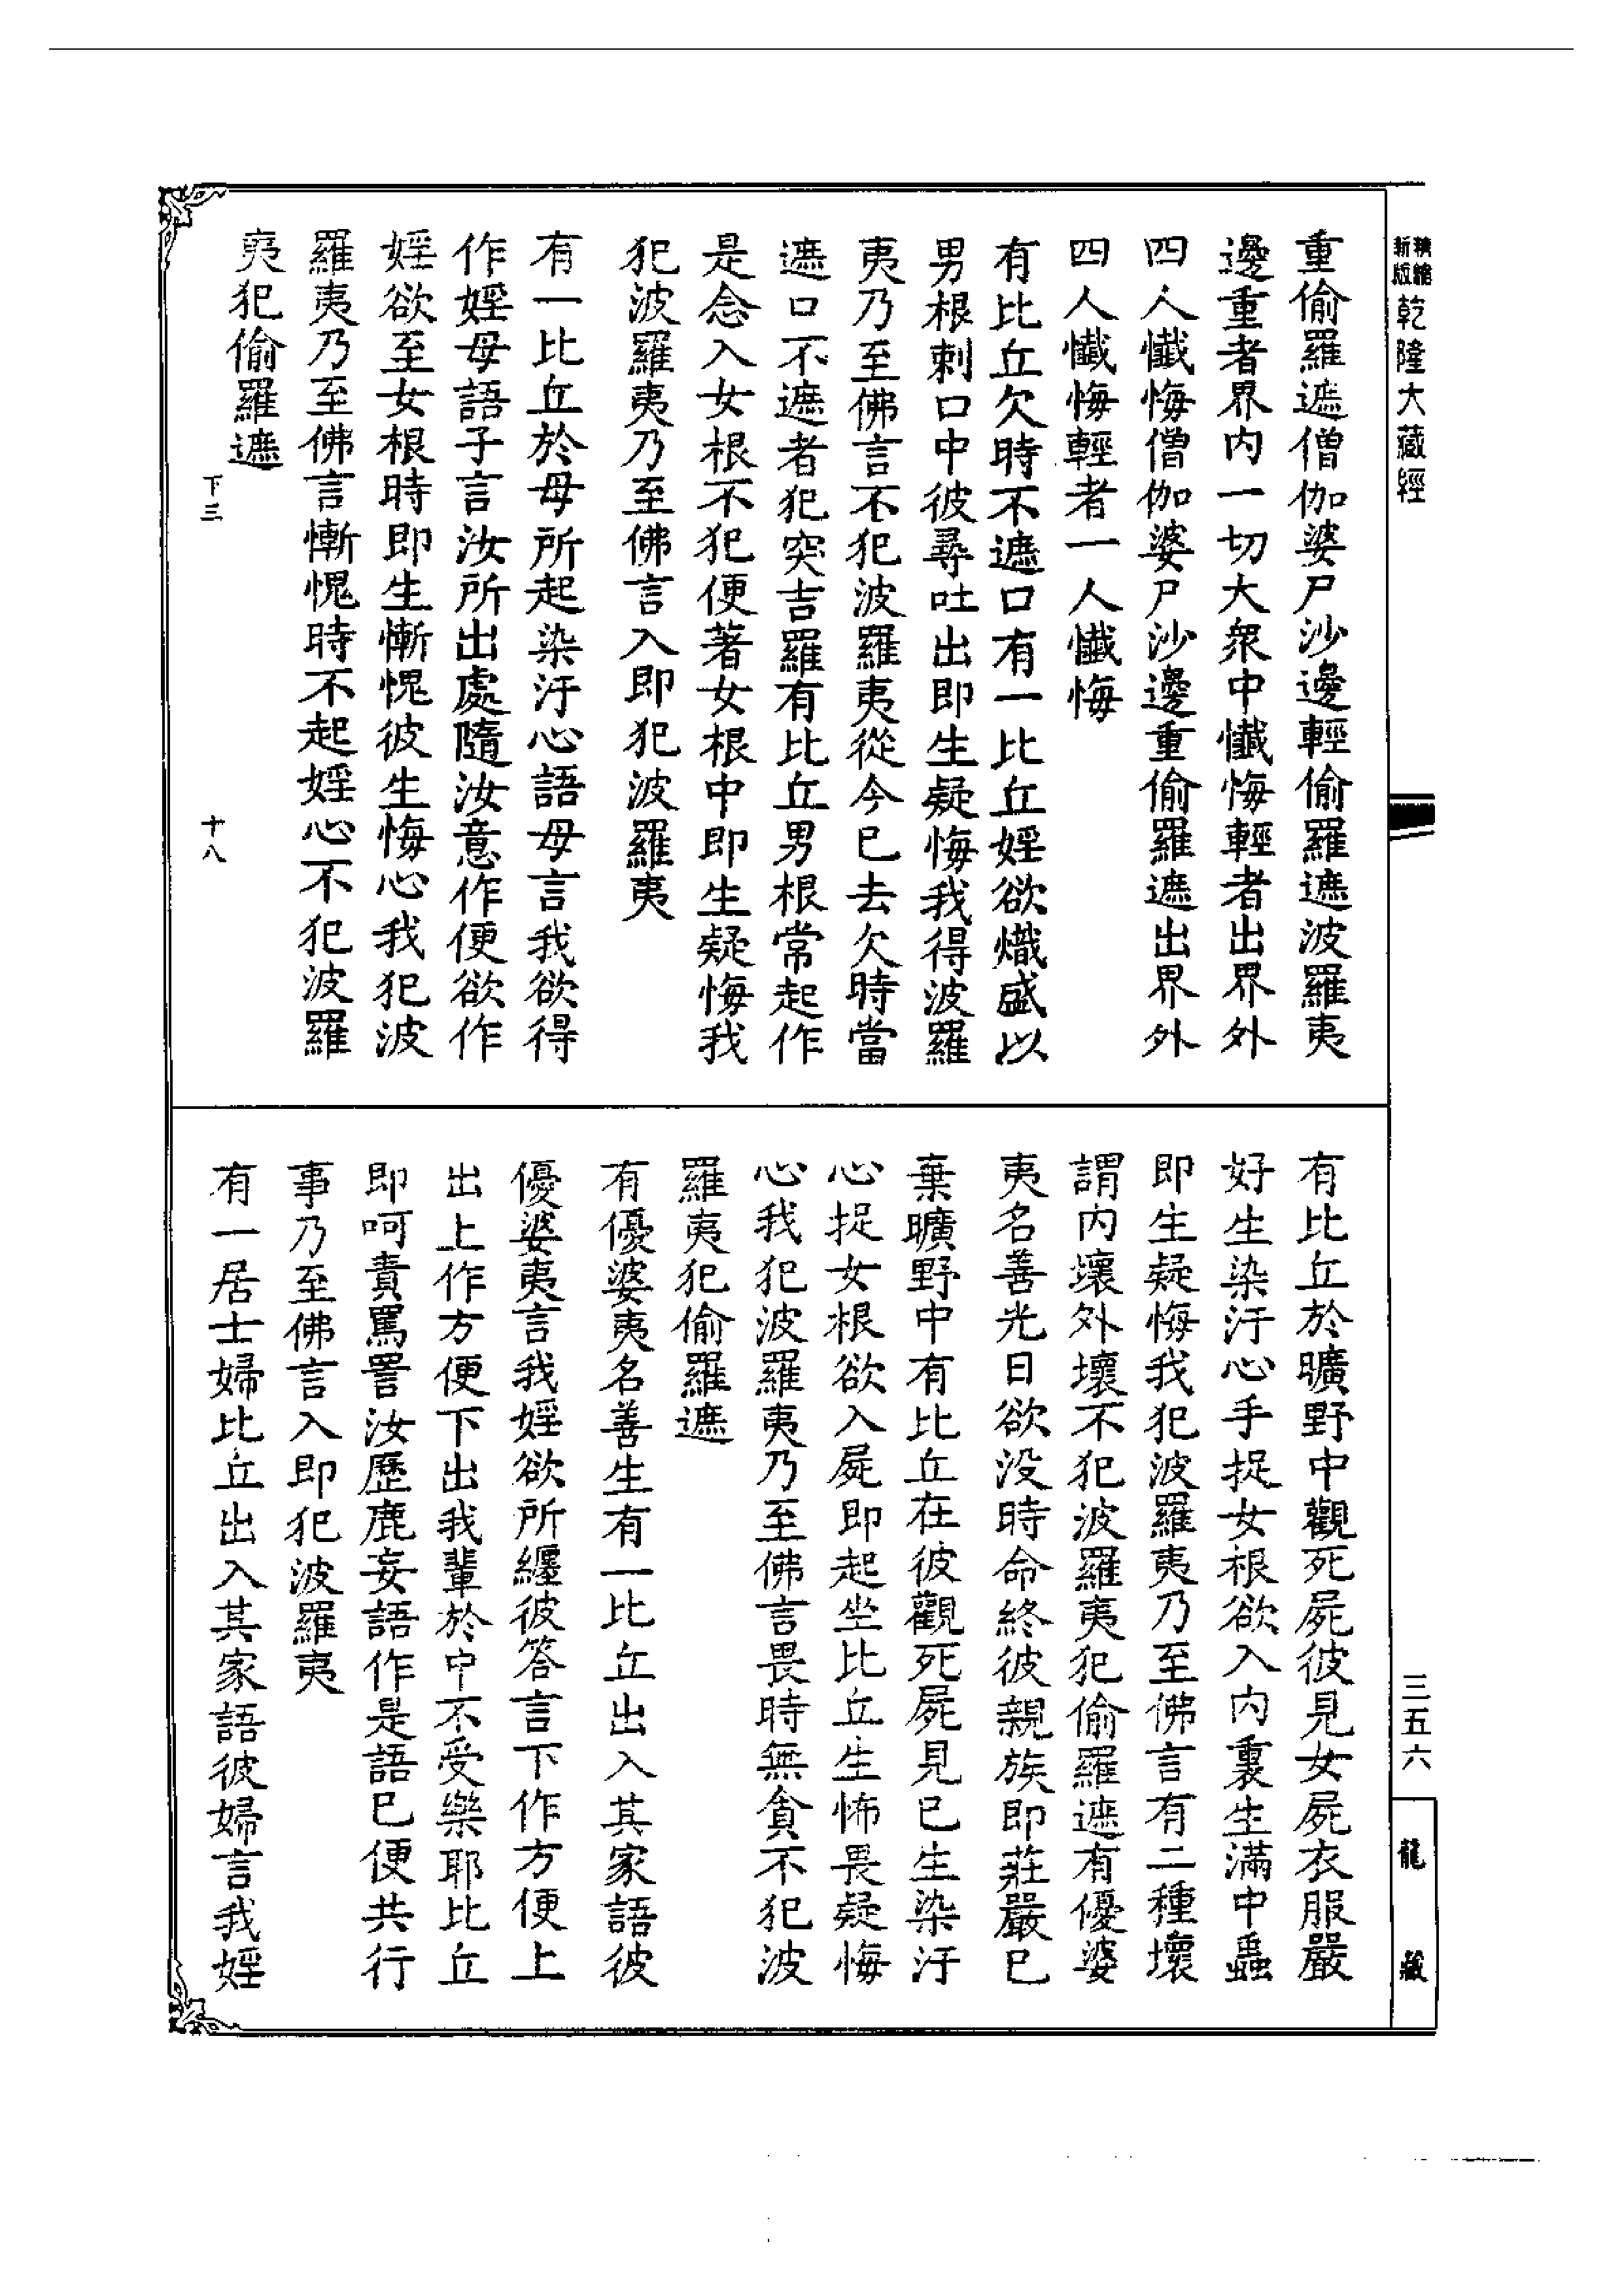 精縮新版乾隆大藏經
重偷羅遮僧伽婆尸沙邊輕偷羅遮波羅夷
邊重者界內一切大衆中懺悔輕者出界外
四人懺悔僧伽婆尸沙邊重偷羅遮出界外
四人懺悔輕者一人懺悔
有比丘欠時不遮口有一比丘婬欲熾盛以
男根刺口中彼尋吐出即生疑悔我得波羅
夷乃至佛言不犯波羅夷從今已去欠時當
遮口不遮者犯突吉羅有比丘男根常起作
是念入女根不犯便著女根中即生疑悔我
犯波羅夷乃至佛言入即犯波羅夷
有一比丘於母所起染汙心語母言我欲得
作婬母語子言汝所出處隨汝意作便欲作
婬欲至女根時即生慚愧彼生悔心我犯波
羅夷乃至佛言慚愧時不起婬心不犯波羅
夷犯偷羅遮
下三
十八
有比丘於曠野中觀死屍彼見女屍衣服嚴
好生染汙心手捉女根欲入內裏生滿中蟲
即生疑悔我犯波羅夷乃至佛言有二種壞
謂內壞外壞不犯波羅夷犯偷羅遮有優婆
夷名善光日欲没時命終彼親族即莊嚴已
棄曠野中有比丘在彼觀死屍見已生染汙
心捉女根欲入屍即起坐比丘生怖畏疑悔
心我犯波羅夷乃至佛言畏時無貪不犯波
羅夷犯偷羅遮
有優婆夷名善生有一比丘出入其家語彼
優婆夷言我婬欲所纏彼答言下作方便上
出上作方便下出我輩於中不受樂耶比丘
即呵責罵詈汝歷鹿妄語作是語已便共行
事乃至佛言入即犯波羅夷
有一居士婦比丘出入其家語彼婦言我婬
三五六
龍藏